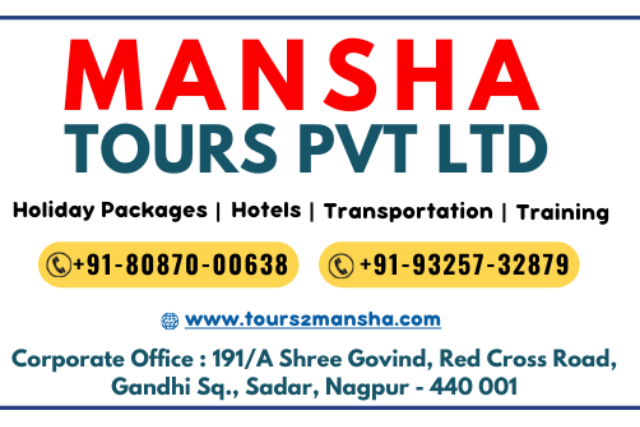 MANSHA
TOURS PVT LTD
Holiday Packages | Hotels | Transportation | Training
+91-80870-00638 +91-93257-32879
www.tours2mansha.com
Corporate Office : 191/A Shree Govind, Red Cross Road,
Gandhi Sq., Sadar, Nagpur - 440 001